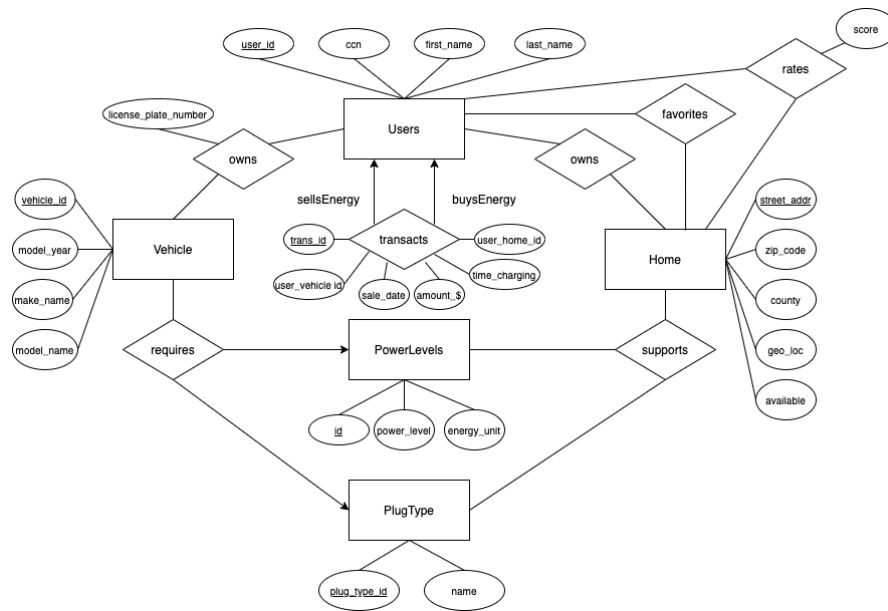 score
user_id
ccn
first_name
last_name
rates
license_plate_number
Users
favorites
owns
owns
sellsEnergy
buysEnergy
vehicle_id
street_addr
trans_id
transacts
user_home_id
Vehicle
model_year
Home
zip_code
user_vehicle id
time_charging
sale_date
amount_$
make_name
county
model_name
requires
PowerLevels
supports
geo_loc
available
id
power_level
energy_unit
PlugType
plug_type_id
name